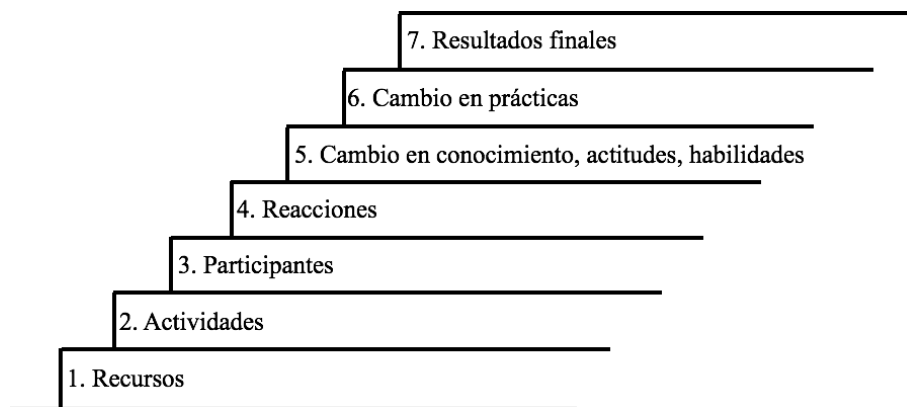 7. Resultados finales
6. Cambio en prácticas
5. Cambio en conocimiento, actitudes, habilidades
4. Reacciones
3. Participantes
2. Actividades
1. Recursos